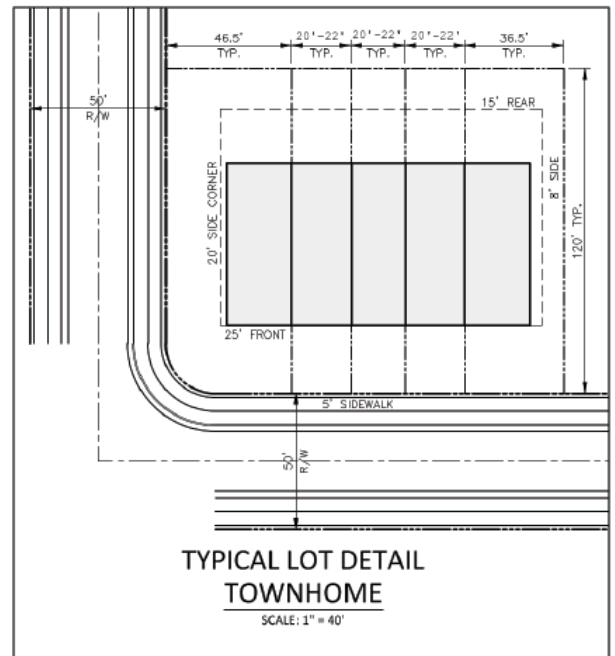 46.5'
TYP.
20'-22'
TYP.
20'-22'
TYP.
20'-22'
TYP.
36.5'
TYP.
50'
R/W
15' REAR
20' SIDE CORNER
8' SIDE
120' TYP.
25' FRONT
5' SIDEWALK
50'
R/W
TYPICAL LOT DETAIL
TOWNHOME
SCALE: 1" = 40'